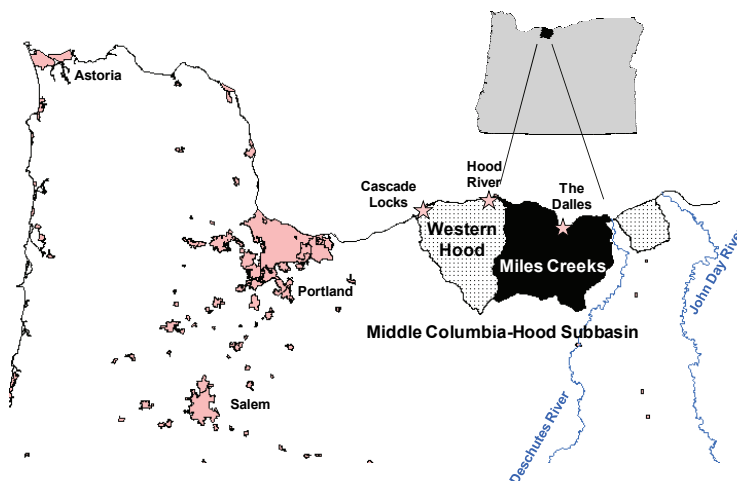 Astoria
Hood
River
Cascade
Locks
The
Dalles
Western
Hood
Miles Creeks
Portland
Middle Columbia-Hood Subbasin
John Day River
Salem
Deschutes River